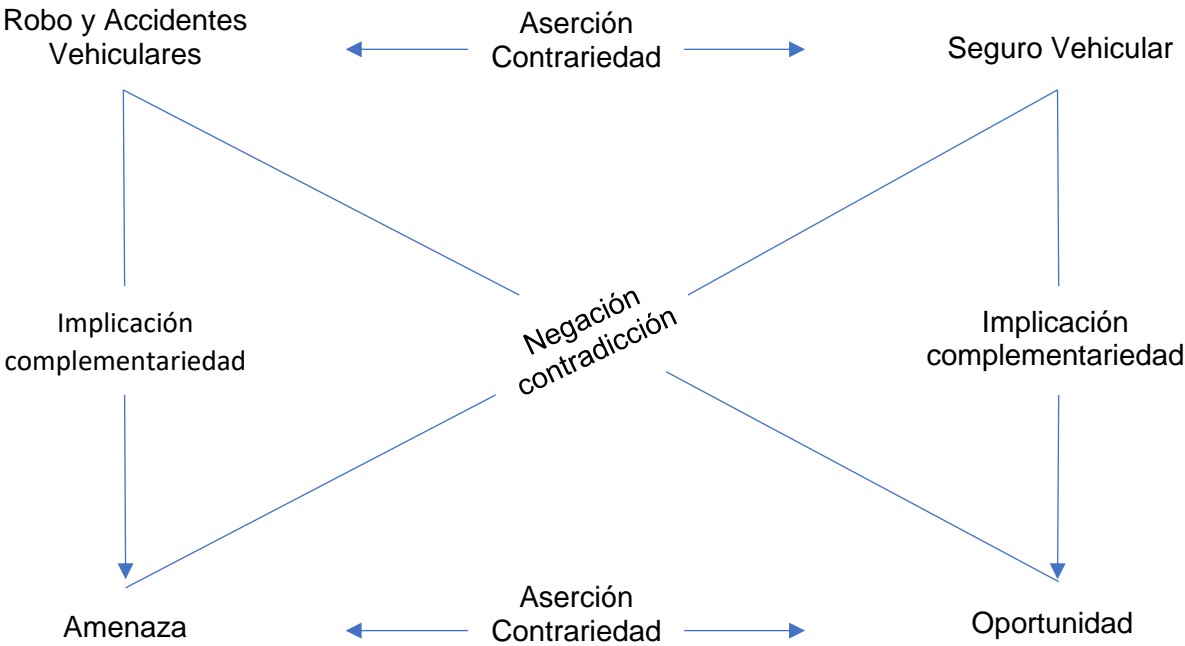 Robo y Accidentes
Vehiculares
Aserción
Contrariedad
Seguro Vehicular
Negación
contradicción
Implicación
complementariedad
Implicación
complementariedad
Amenaza
Aserción
Contrariedad
Oportunidad